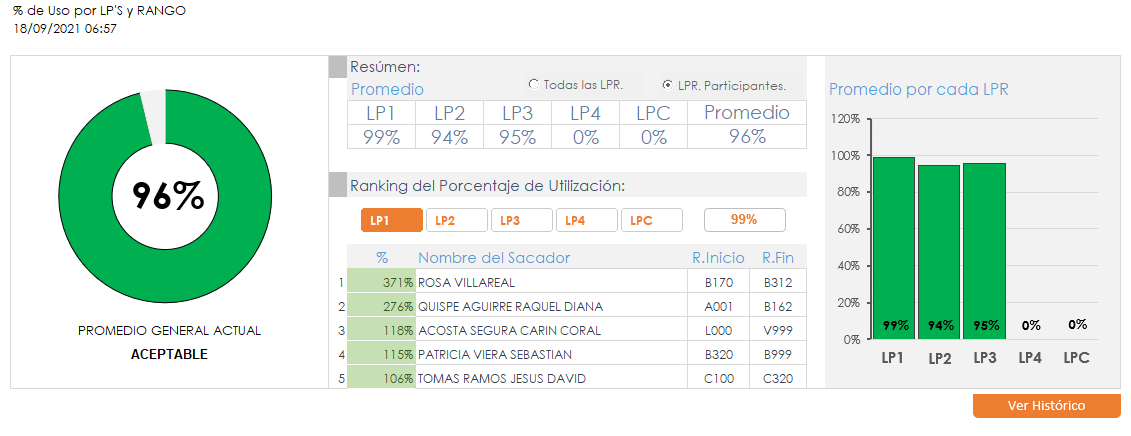 % de Uso por LP'S y RANGO
18/09/2021 06:57
96%
PROMEDIO GENERAL ACTUAL
ACEPTABLE
Resúmen:
Promedio
Todas las LPR.
LPR. Participantes.
LP1 LP2 LP3 LP4 LPC Promedio
99% 94% 95% 0% 0% 96%
Ranking del Porcentaje de Utilización:
LP1 LP2 LP3 LP4 LPC 99%
% Nombre del Sacador R.Inicio R.Fin
1 371% ROSA VILLAREAL B170 B312
2 276% QUISPE AGUIRRE RAQUEL DIANA A001 B162
3 118% ACOSTA SEGURA CARIN CORAL L000 V999
4 115% PATRICIA VIERA SEBASTIAN B320 B999
5 106% TOMAS RAMOS JESUS DAVID C100 C320
Promedio por cada LPR
120%
100%
80%
60%
40%
20%
0%
99% 94% 95% 0% 0%
LP1 LP2 LP3 LP4 LPC
Ver Histórico